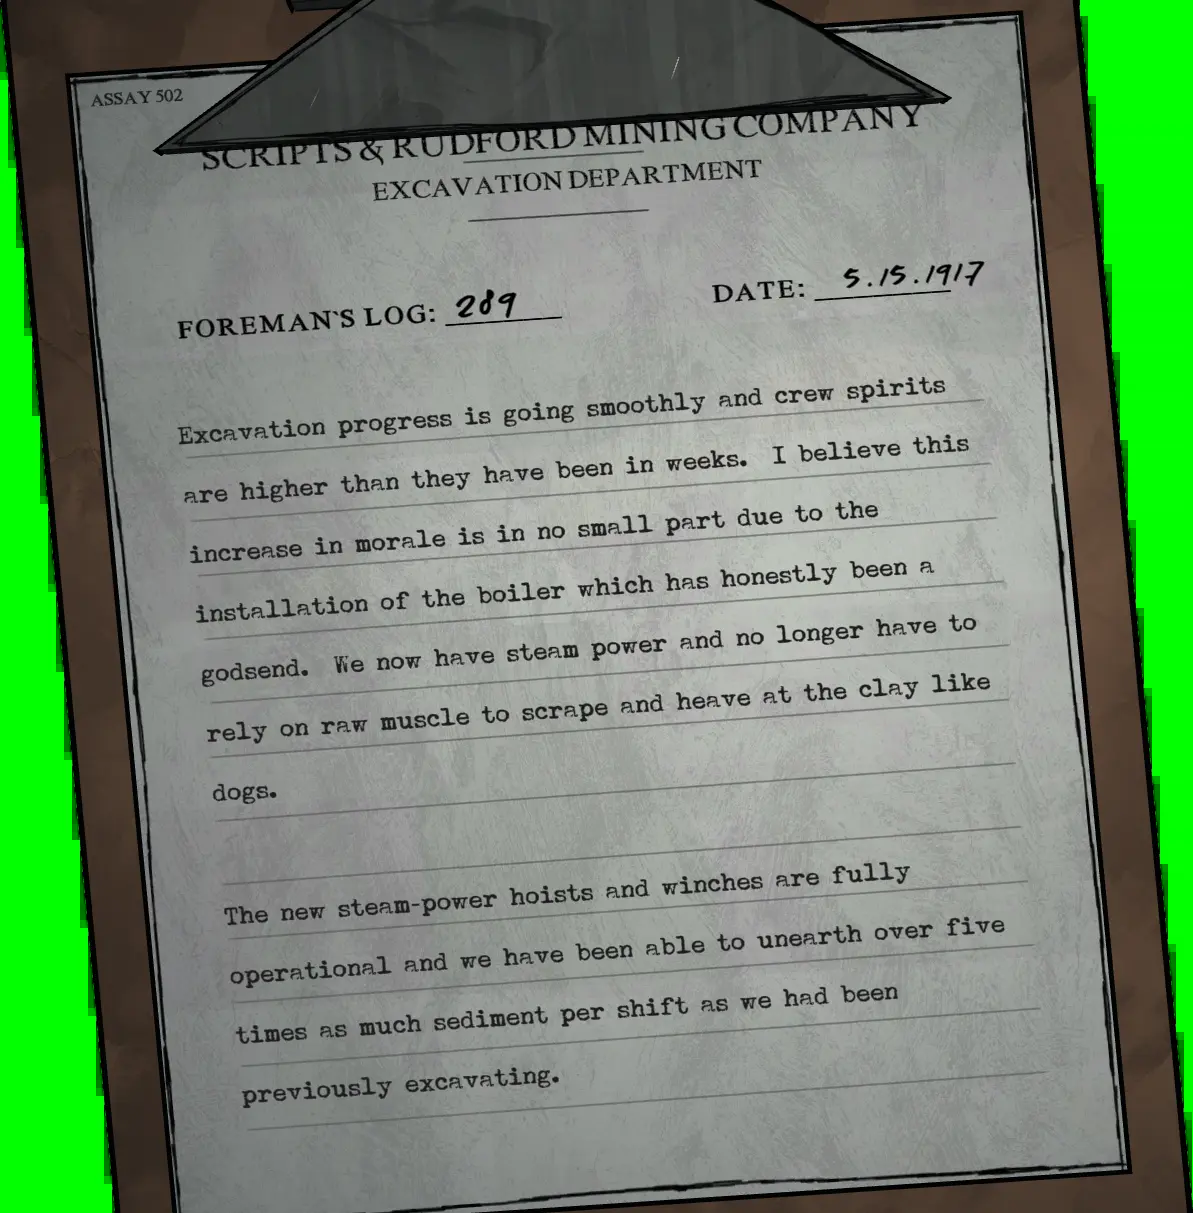 ASSAY 502
SCRIPTS & RUDFORD MINING COMPANY
EXCAVATION DEPARTMENT
FOREMAN'S LOG: 289
DATE: 5.15.1917
Excavation progress is going smoothly and crew spirits
are higher than they have been in weeks. I believe this
increase in morale is in no small part due to the
installation of the boiler which has honestly been a
godsend. We now have steam power and no longer have to
rely on raw muscle to scrape and heave at the clay like
dogs.
The new steam-power hoists and winches are fully
operational and we have been able to unearth over five
times as much sediment per shift as we had been
previously excavating.